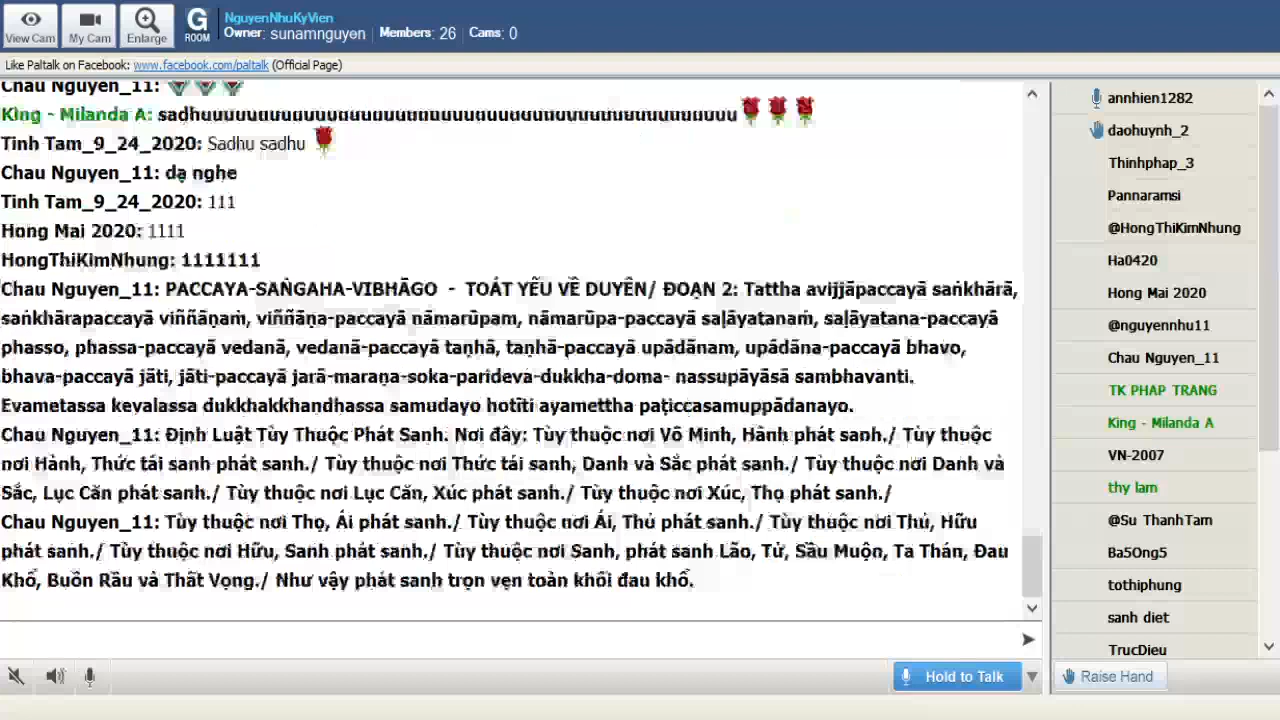 NguyenNhuKyVien
G
ROOM
Owner: sunamnguyen | Members: 26 | Cams: 0
View Cam
My Cam
Enlarge
Like Paltalk on Facebook: www.facebook.com/paltalk (Official Page)
Chau Nguyen_11:
King - Milanda A: sadhuuuuuuuuuuuuuuuuuuuuuuuuuuuuuuuuuuuuuuuuuuuuuuuuuu
Tinh Tam_9_24_2020: Sadhu sadhu
Chau Nguyen_11: dạ nghe
Tinh Tam_9_24_2020: 111
Hong Mai 2020: 1111
HongThiKimNhung: 1111111
Chau Nguyen_11: PACCAYA-SAṄGAHA-VIBHĀGO - TOÁT YẾU VỀ DUYÊN/ ĐOẠN 2: Tattha avijjāpaccayā saṅkhārā,
saṅkhārapaccayā viññāṇaṁ, viññāṇa-paccayā nāmarūpam, nāmarūpa-paccayā saḷāyatanaṁ, saḷāyatana-paccayā
phasso, phassa-paccayā vedanā, vedanā-paccayā taṇhā, taṇhā-paccayā upādānam, upādāna-paccayā bhavo,
bhava-paccayā jāti, jāti-paccayā jarā-maraṇa-soka-parideva-dukkha-doma- nassupāyāsā sambhavanti.
Evametassa kevalassa dukkhakkhandhassa samudayo hotīti ayamettha paṭiccasamuppādanayo.
Chau Nguyen_11: Định Luật Tùy Thuộc Phát Sanh. Nơi đây: Tùy thuộc nơi Vô Minh, Hành phát sanh./ Tùy thuộc
nơi Hành, Thức tái sanh phát sanh./ Tùy thuộc nơi Thức tái sanh, Danh và Sắc phát sanh./ Tùy thuộc nơi Danh và
Sắc, Lục Căn phát sanh./ Tùy thuộc nơi Lục Căn, Xúc phát sanh./ Tùy thuộc nơi Xúc, Thọ phát sanh./
Chau Nguyen_11: Tùy thuộc nơi Thọ, Ái phát sanh./ Tùy thuộc nơi Ái, Thủ phát sanh./ Tùy thuộc nơi Thủ, Hữu
phát sanh./ Tùy thuộc nơi Hữu, Sanh phát sanh./ Tùy thuộc nơi Sanh, phát sanh Lão, Tử, Sầu Muộn, Ta Thán, Đau
Khổ, Buồn Rầu và Thất Vọng./ Như vậy phát sanh trọn vẹn toàn khối đau khổ.
annhien1282
daohuynh_2
Thinhphap_3
Pannaramsi
@HongThiKimNhung
Ha0420
Hong Mai 2020
@nguyennhu11
Chau Nguyen_11
TK PHAP TRANG
King - Milanda A
VN-2007
thy lam
@Su ThanhTam
Ba5Ong5
tothiphung
sanh diet
TrucDieu
Hold to Talk
Raise Hand